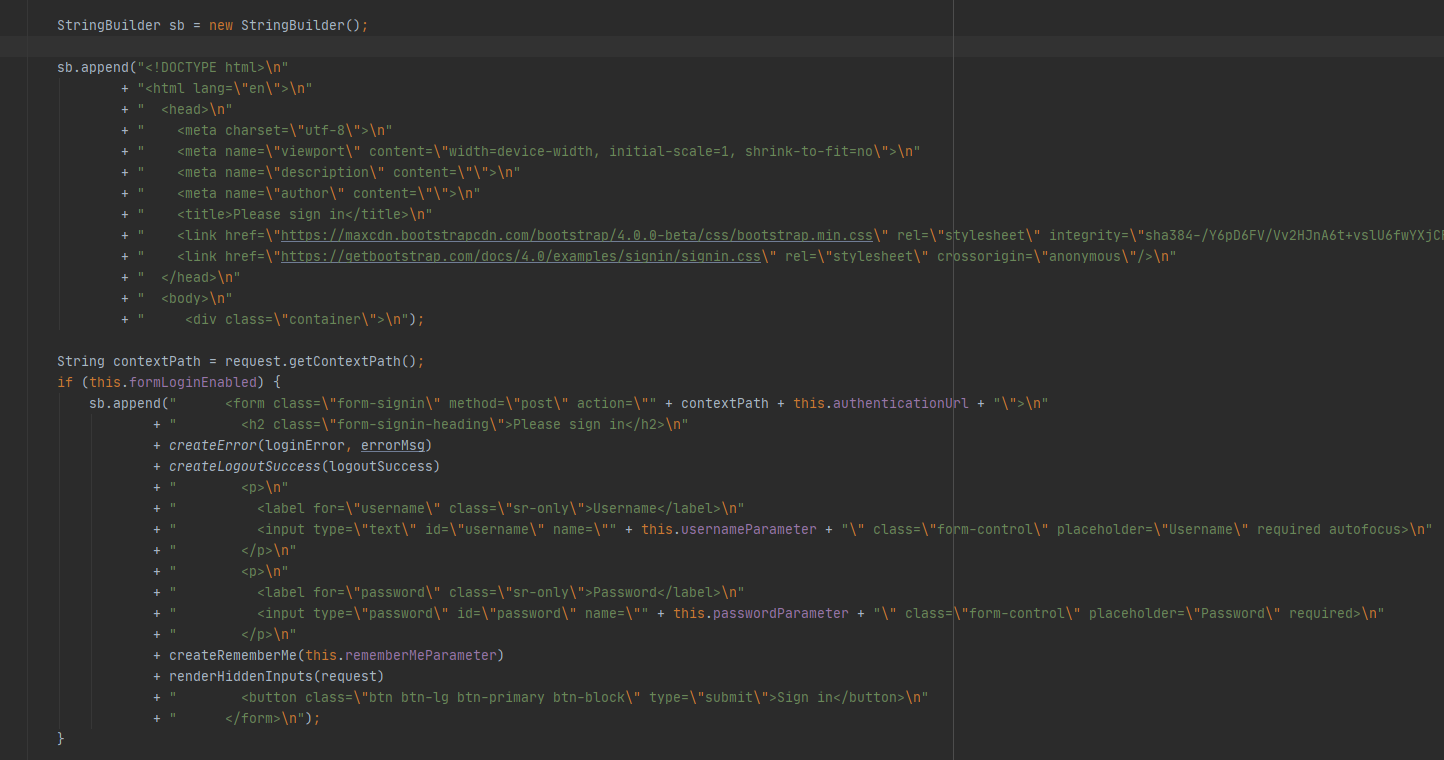 StringBuilder sb = new StringBuilder();
sb.append("<!DOCTYPE html>\n"
+ "<html lang=\"en\">\n"
+ "  <head>\n"
+ "    <meta charset=\"utf-8\">\n"
+ "    <meta name=\"viewport\" content=\"width=device-width, initial-scale=1, shrink-to-fit=no\">\n"
+ "    <meta name=\"description\" content=\"\">\n"
+ "    <meta name=\"author\" content=\"\">\n"
+ "    <title>Please sign in</title>\n"
+ "    <link href=\"https://maxcdn.bootstrapcdn.com/bootstrap/4.0.0-beta/css/bootstrap.min.css\" rel=\"stylesheet\" integrity=\"sha384-/Y6pD6FV/Vv2HJnA6t+vslU6fwYXjC
+ "    <link href=\"https://getbootstrap.com/docs/4.0/examples/signin/signin.css\" rel=\"stylesheet\" crossorigin=\"anonymous\"/>\n"
+ "  </head>\n"
+ "  <body>\n"
+ "     <div class=\"container\">\n");
String contextPath = request.getContextPath();
if (this.formLoginEnabled) {
sb.append("      <form class=\"form-signin\" method=\"post\" action=\"" + contextPath + this.authenticationUrl + "\">\n"
+ "        <h2 class=\"form-signin-heading\">Please sign in</h2>\n"
+ createError(loginError, errorMsg)
+ createLogoutSuccess(logoutSuccess)
+ "        <p>\n"
+ "          <label for=\"username\" class=\"sr-only\">Username</label>\n"
+ "          <input type=\"text\" id=\"username\" name=\"" + this.usernameParameter + "\" class=\"form-control\" placeholder=\"Username\" required autofocus>\n"
+ "        </p>\n"
+ "        <p>\n"
+ "          <label for=\"password\" class=\"sr-only\">Password</label>\n"
+ "          <input type=\"password\" id=\"password\" name=\"" + this.passwordParameter + "\" class=\"form-control\" placeholder=\"Password\" required>\n"
+ "        </p>\n"
+ createRememberMe(this.rememberMeParameter)
+ renderHiddenInputs(request)
+ "        <button class=\"btn btn-lg btn-primary btn-block\" type=\"submit\">Sign in</button>\n"
+ "      </form>\n");
}